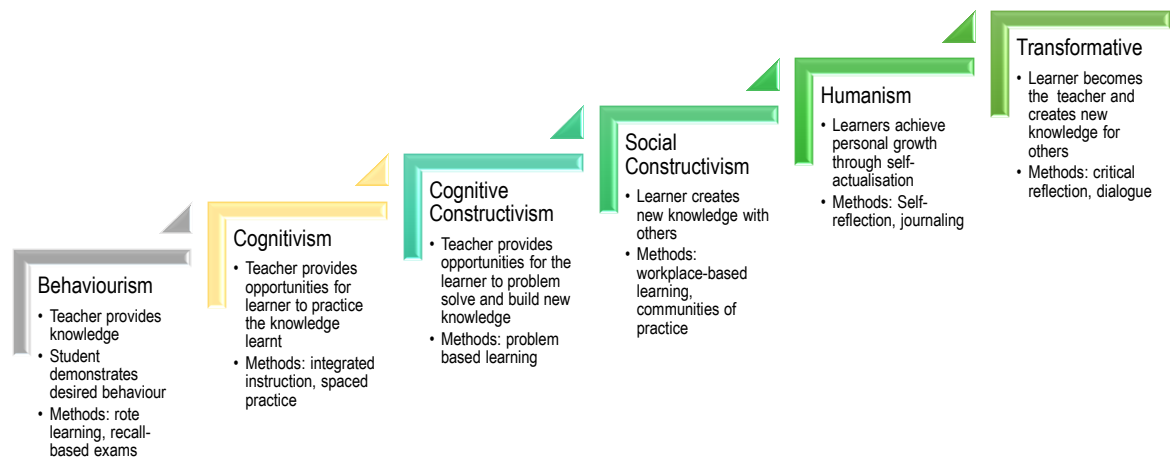 Behaviourism
• Teacher provides
knowledge
• Student
demonstrates
desired behaviour
• Methods: rote
learning, recall-
based exams
Cognitivism
• Teacher provides
opportunities for
learner to practice
the knowledge
learnt
• Methods: integrated
instruction, spaced
practice
Cognitive
Constructivism
• Teacher provides
opportunities for the
learner to problem
solve and build new
knowledge
• Methods: problem
based learning
Social
Constructivism
• Learner creates
new knowledge with
others
• Methods:
workplace-based
learning,
communities of
practice
Humanism
• Learners achieve
personal growth
through self-
actualisation
• Methods: Self-
reflection, journaling
Transformative
• Learner becomes
the teacher and
creates new
knowledge for
others
• Methods: critical
reflection, dialogue